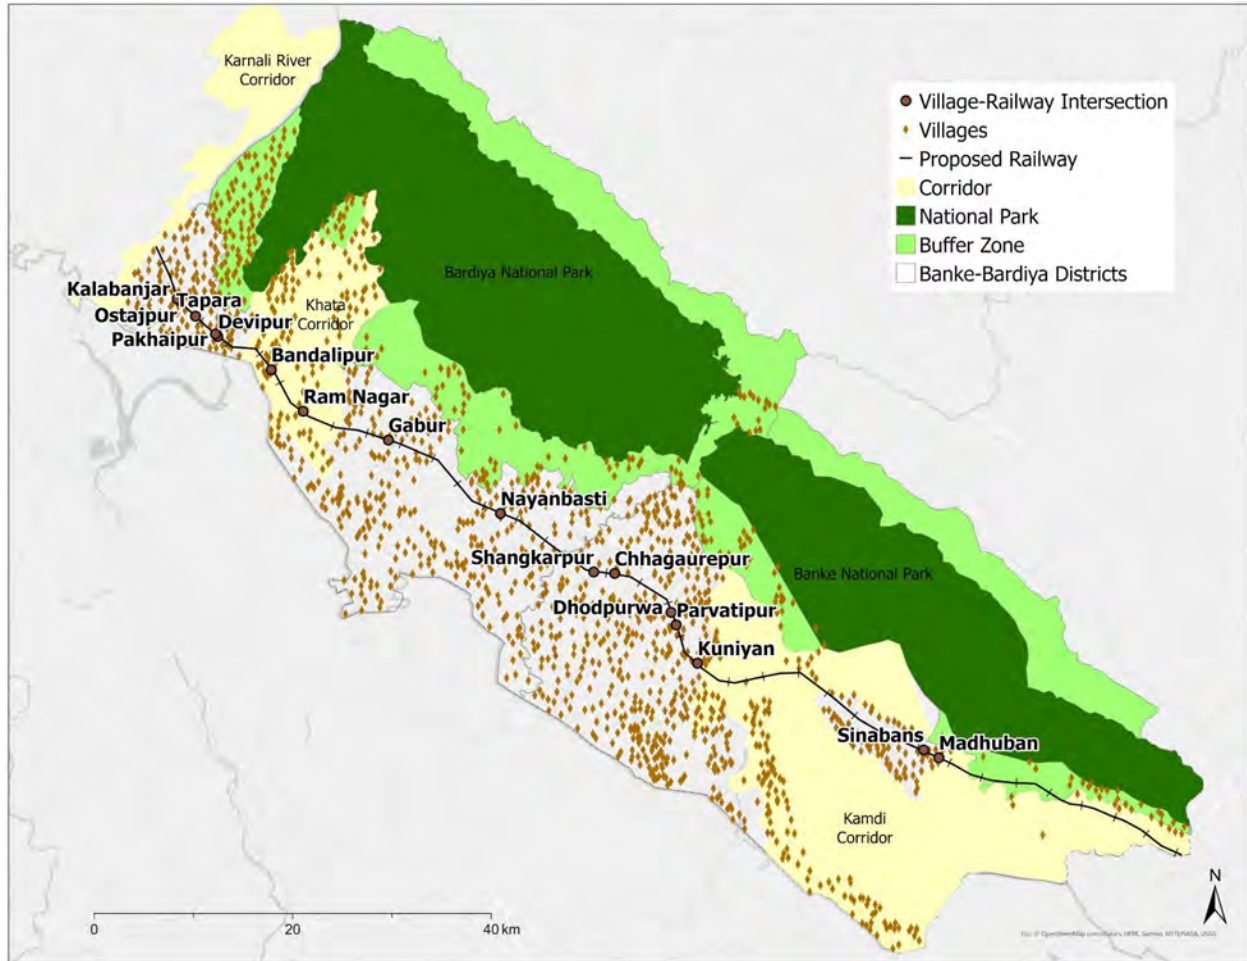 Karnali River
Corridor
Village-Railway Intersection
Villages
Proposed Railway
Corridor
National Park
Buffer Zone
Banke-Bardiya Districts
Bardiya National Park
Kalabanjar
Tapara
Ostajpur
Devipur
Pakhaipur
Khata
Corridor
Bandalipur
Ram Nagar
Gabur
Nayanbasti
Shangkarpur
Chhagaurepur
Banke National Park
Dhodpurwa
Parvatipur
Kuniyan
Sinabans
Madhuban
Kamdi
Corridor
N
0 20 40 km